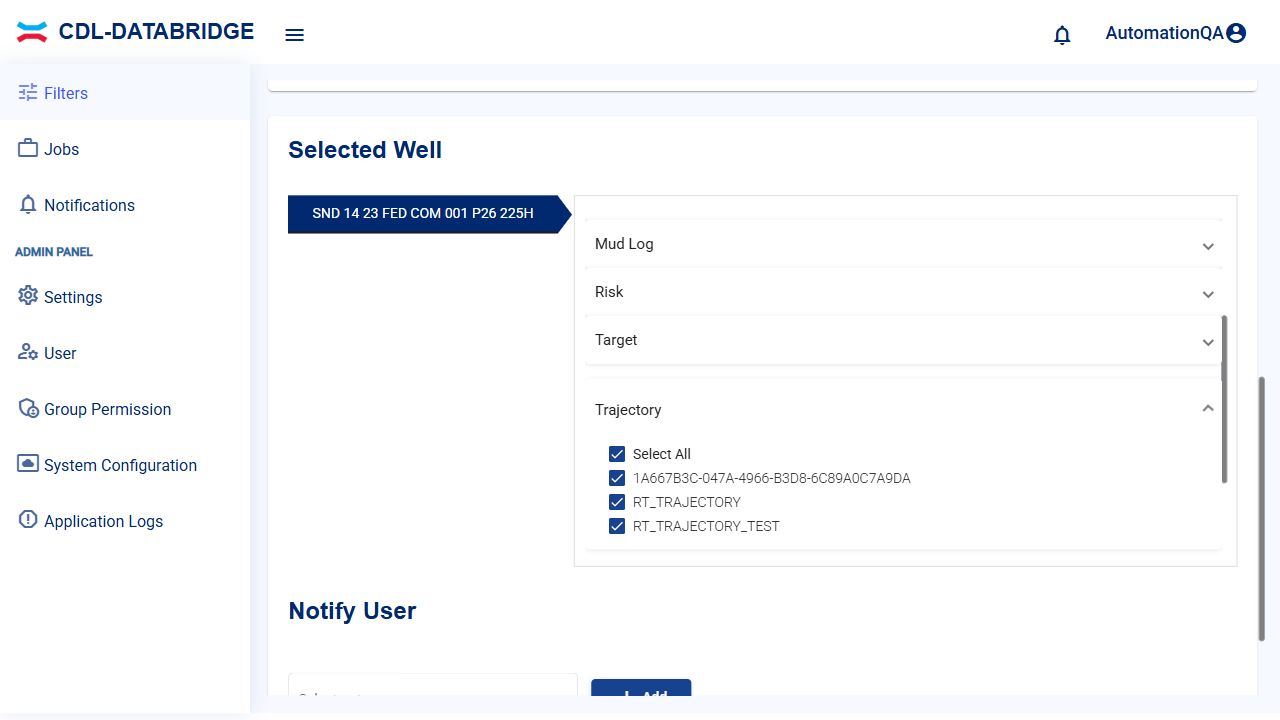 CDL-DATABRIDGE
AutomationQA
Filters
Jobs
Notifications
ADMIN PANEL
Settings
User
Group Permission
System Configuration
Application Logs
Selected Well
SND 14 23 FED COM 001 P26 225H
Mud Log
Risk
Target
Trajectory
Select All
1A667B3C-047A-4966-B3D8-6C89A0C7A9DA
RT_TRAJECTORY
RT_TRAJECTORY_TEST
Notify User
Add